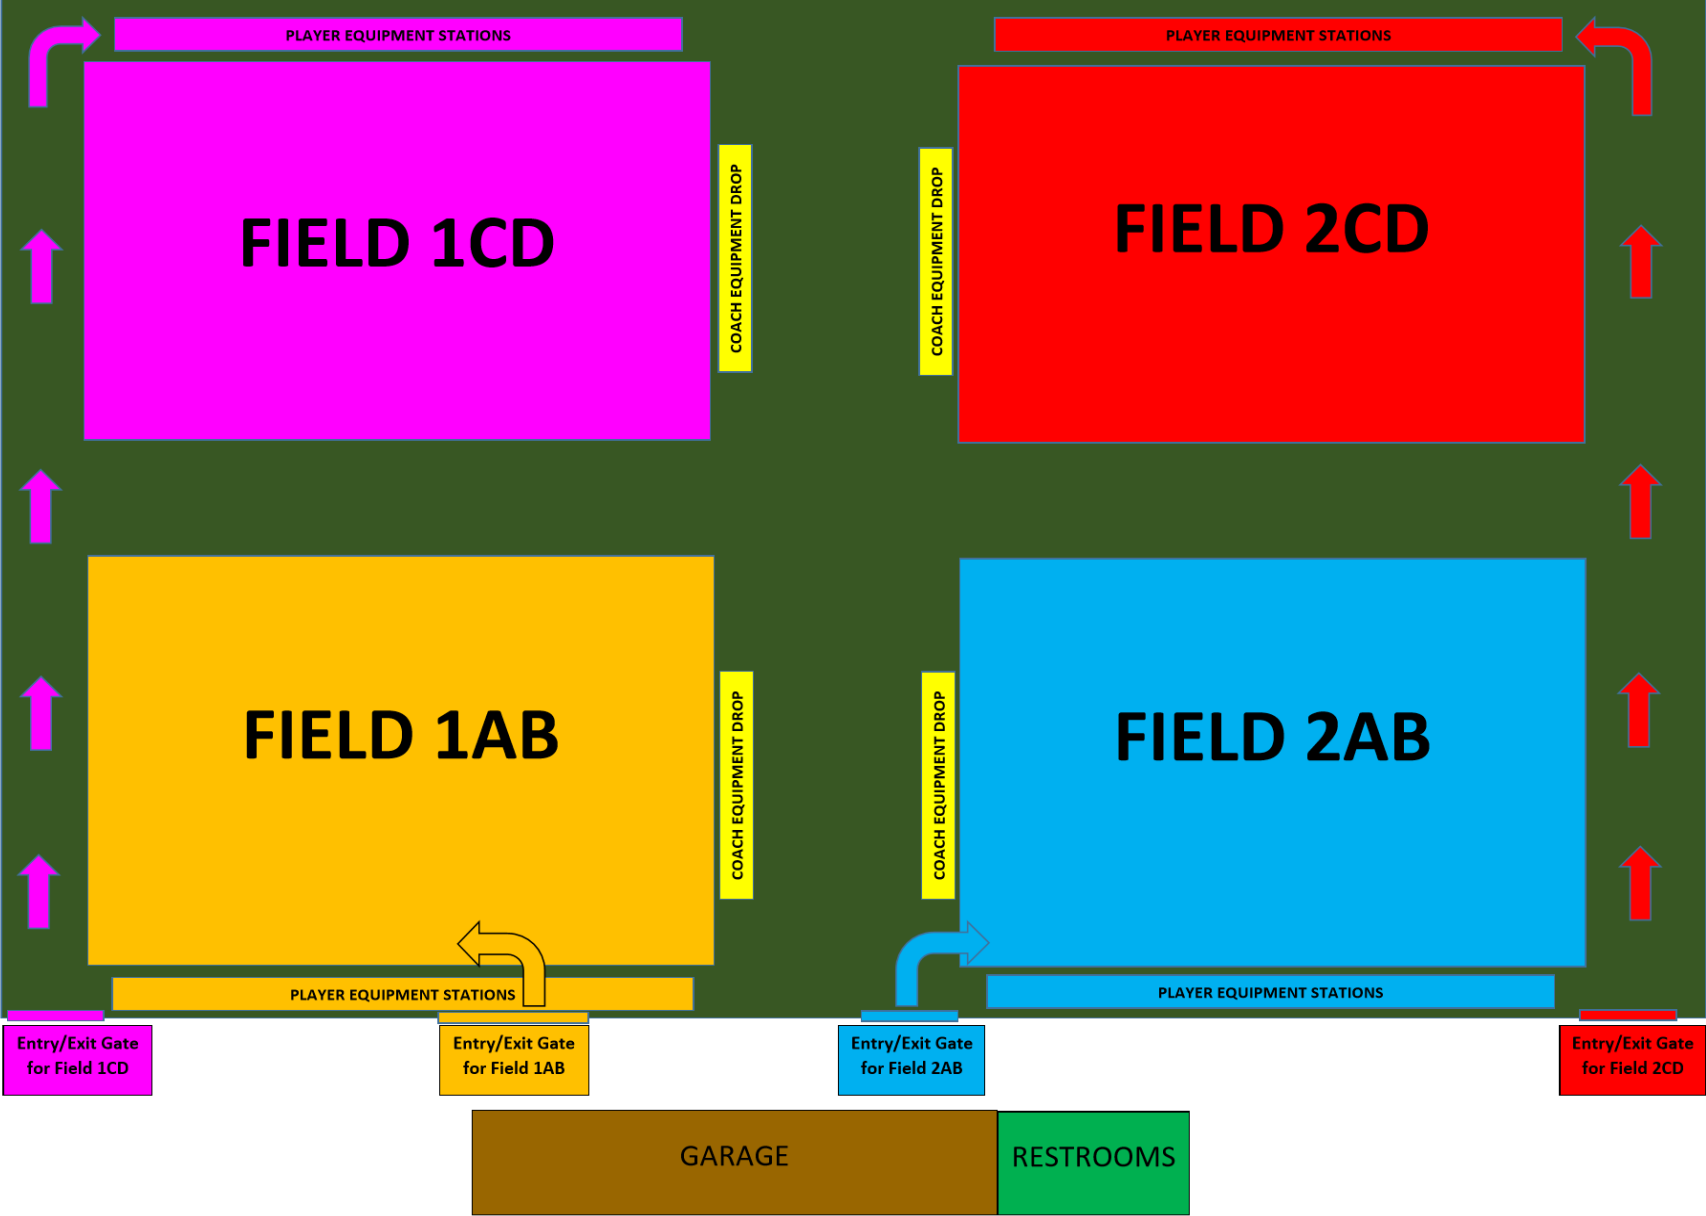 PLAYER EQUIPMENT STATIONS
PLAYER EQUIPMENT STATIONS
FIELD 1CD
COACH EQUIPMENT DROP
COACH EQUIPMENT DROP
FIELD 2CD
FIELD 1AB
COACH EQUIPMENT DROP
COACH EQUIPMENT DROP
FIELD 2AB
PLAYER EQUIPMENT STATIONS
PLAYER EQUIPMENT STATIONS
Entry/Exit Gate
for Field 1CD
Entry/Exit Gate
for Field 1AB
Entry/Exit Gate
for Field 2AB
Entry/Exit Gate
for Field 2CD
GARAGE
RESTROOMS